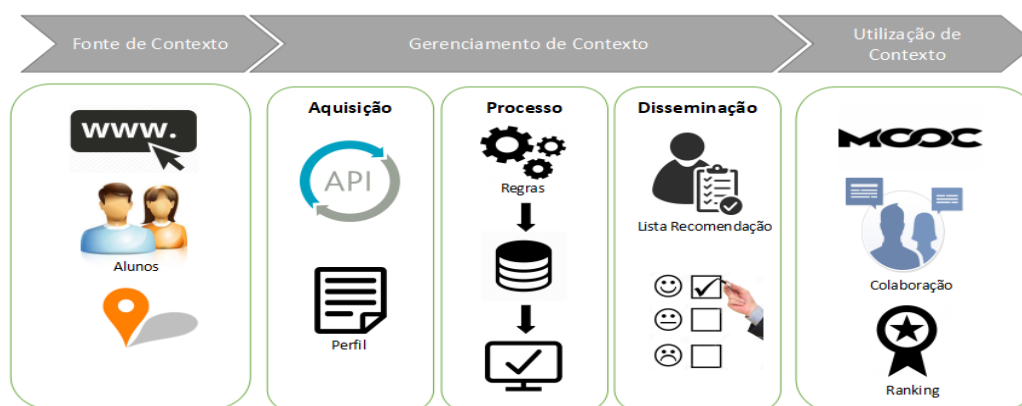 Fonte de Contexto
Gerenciamento de Contexto
Utilização de
Contexto
www.
Alunos
Aquisição
API
Perfil
Processo
Regras
Disseminação
Lista Recomendação
MOOC
Colaboração
Ranking